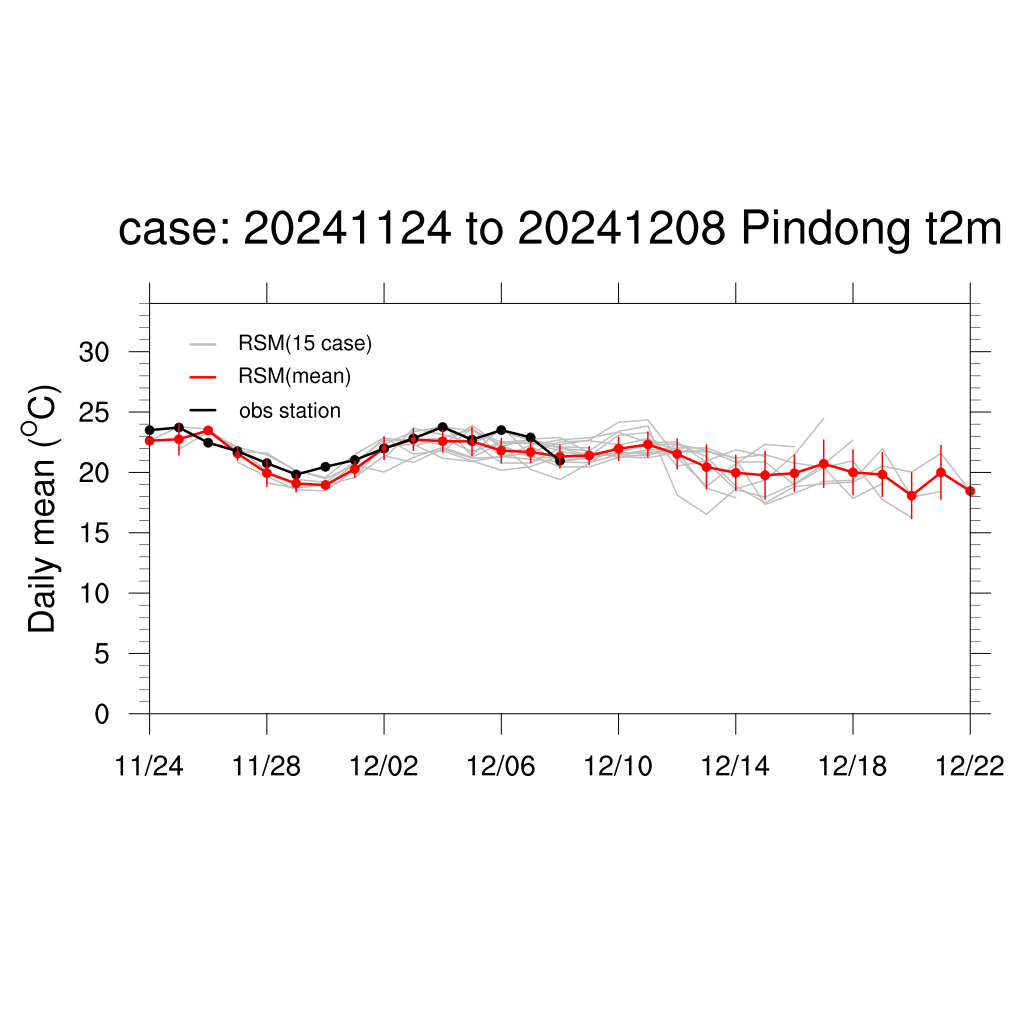 case: 20241124 to 20241208 Pindong t2m
RSM(15 case)
RSM(mean)
obs station
Daily mean (°C)
30
25
20
15
10
5
0
11/24 11/28 12/02 12/06 12/10 12/14 12/18 12/22